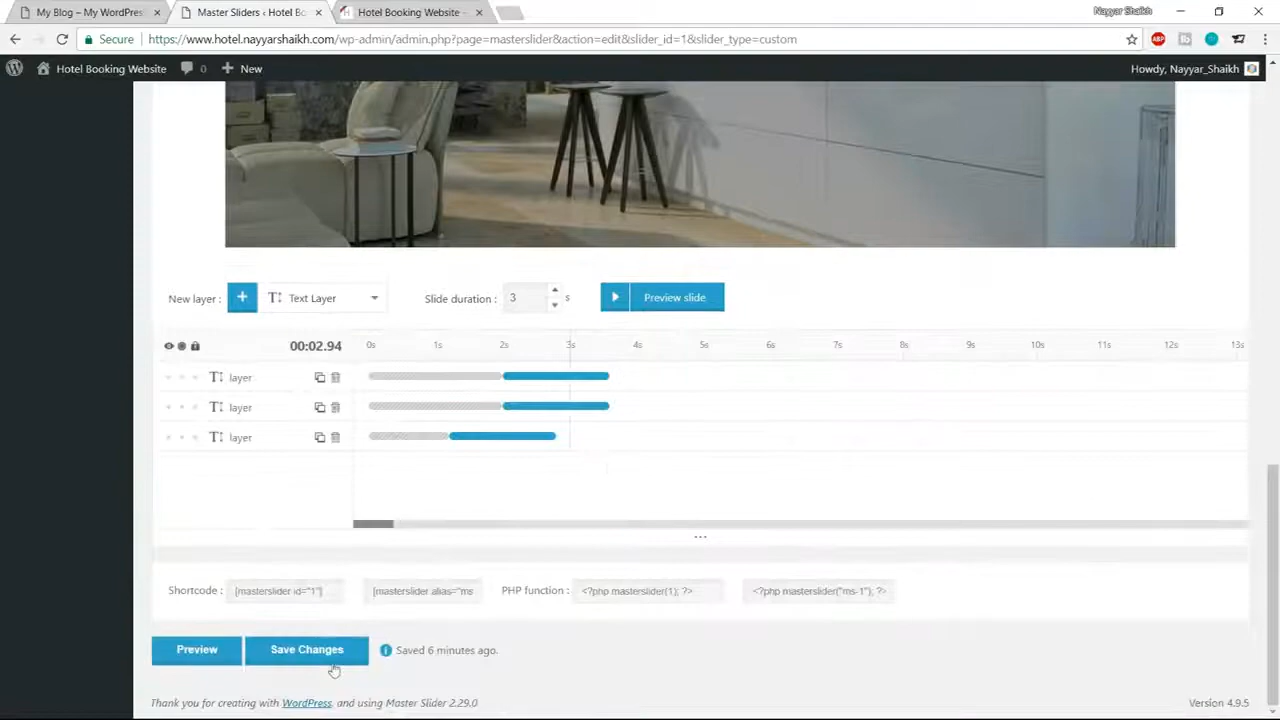 My Blog – My WordPres
Master Sliders ‹ Hotel Bo
Hotel Booking Website –
Nayyar Shaikh
Secure
https://www.hotel.nayyarshaikh.com/wp-admin/admin.php?page=masterslider&action=edit&slider_id=1&slider_type=custom
ABP
Hotel Booking Website 0 New
Howdy, Nayyar_Shaikh
New layer : + Text Layer Slide duration : 3 s Preview slide
00:02.94 0s 1s 2s 3s 4s 5s 6s 7s 8s 9s 10s 11s 12s 13s
layer
layer
layer
Shortcode : [masterslider id="1"] [masterslider alias="ms PHP function : <?php masterslider(1); ?> <?php masterslider("ms-1"); ?>
Preview Save Changes Saved 6 minutes ago.
Thank you for creating with WordPress. and using Master Slider 2.29.0
Version 4.9.5